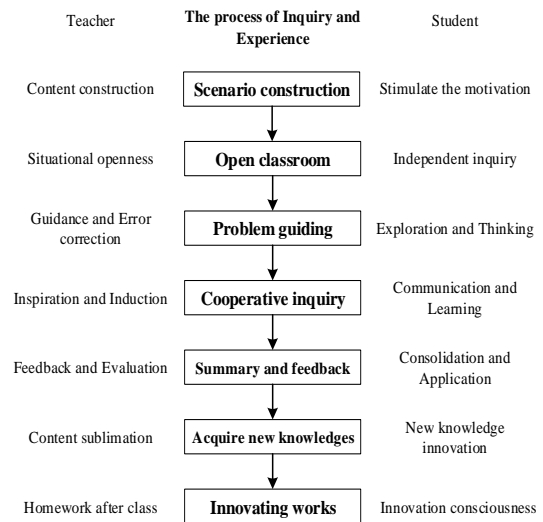 Teacher
The process of Inquiry and
Experience
Student
Content construction
Scenario construction
Stimulate the motivation
Situational openness
Open classroom
Independent inquiry
Guidance and Error
correction
Problem guiding
Exploration and Thinking
Inspiration and Induction
Cooperative inquiry
Communication and
Learning
Feedback and Evaluation
Summary and feedback
Consolidation and
Application
Content sublimation
Acquire new knowledges
New knowledge
innovation
Homework after class
Innovating works
Innovation consciousness